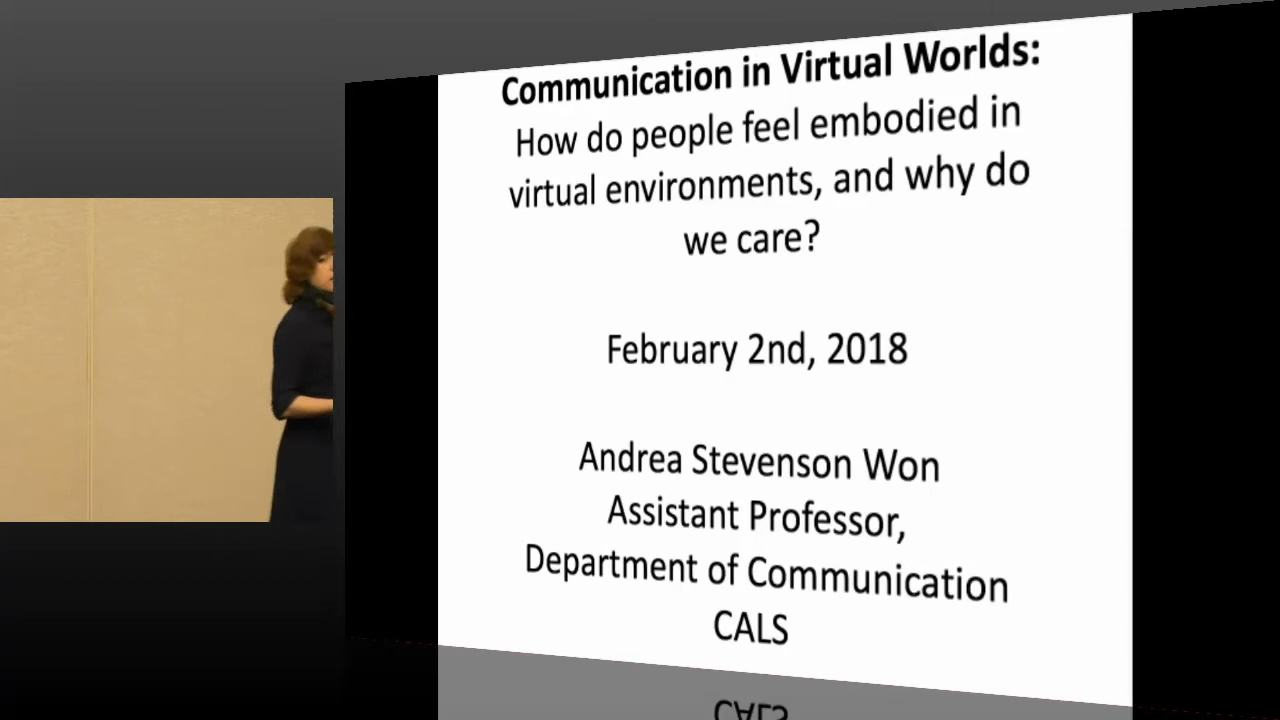 Communication in Virtual Worlds:
How do people feel embodied in
virtual environments, and why do
we care?
February 2nd, 2018
Andrea Stevenson Won
Assistant Professor,
Department of Communication
CALS